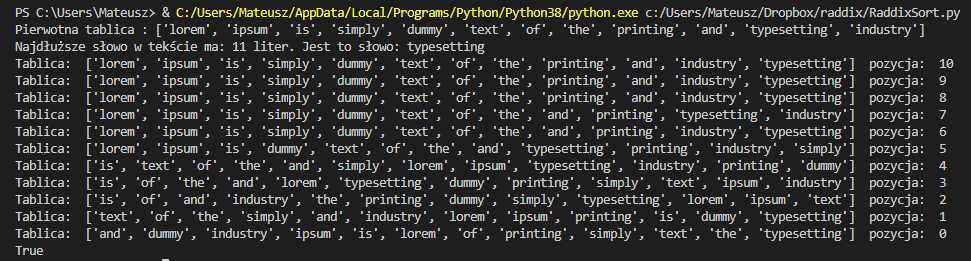 PS C:\Users\Mateusz> & C:/Users/Mateusz/AppData/Local/Programs/Python/Python38/python.exe c:/Users/Mateusz/Dropbox/raddix/RaddixSort.py
Pierwotna tablica : ['lorem', 'ipsum', 'is', 'simply', 'dummy', 'text', 'of', 'the', 'printing', 'and', 'typesetting', 'industry']
Najdłuższe słowo w tekście ma: 11 liter. Jest to słowo: typesetting
Tablica:  ['lorem', 'ipsum', 'is', 'simply', 'dummy', 'text', 'of', 'the', 'printing', 'and', 'industry', 'typesetting']  pozycja:  10
Tablica:  ['lorem', 'ipsum', 'is', 'simply', 'dummy', 'text', 'of', 'the', 'printing', 'and', 'industry', 'typesetting']  pozycja:  9
Tablica:  ['lorem', 'ipsum', 'is', 'simply', 'dummy', 'text', 'of', 'the', 'printing', 'and', 'industry', 'typesetting']  pozycja:  8
Tablica:  ['lorem', 'ipsum', 'is', 'simply', 'dummy', 'text', 'of', 'the', 'and', 'printing', 'typesetting', 'industry']  pozycja:  7
Tablica:  ['lorem', 'ipsum', 'is', 'simply', 'dummy', 'text', 'of', 'the', 'and', 'printing', 'industry', 'typesetting']  pozycja:  6
Tablica:  ['lorem', 'ipsum', 'is', 'dummy', 'text', 'of', 'the', 'and', 'typesetting', 'printing', 'industry', 'simply']  pozycja:  5
Tablica:  ['is', 'text', 'of', 'the', 'and', 'simply', 'lorem', 'ipsum', 'typesetting', 'industry', 'printing', 'dummy']  pozycja:  4
Tablica:  ['is', 'of', 'the', 'and', 'lorem', 'typesetting', 'dummy', 'printing', 'simply', 'text', 'ipsum', 'industry']  pozycja:  3
Tablica:  ['is', 'of', 'and', 'industry', 'the', 'printing', 'dummy', 'simply', 'typesetting', 'lorem', 'ipsum', 'text']  pozycja:  2
Tablica:  ['text', 'of', 'the', 'simply', 'and', 'industry', 'lorem', 'ipsum', 'printing', 'is', 'dummy', 'typesetting']  pozycja:  1
Tablica:  ['and', 'dummy', 'industry', 'ipsum', 'is', 'lorem', 'of', 'printing', 'simply', 'text', 'the', 'typesetting']  pozycja:  0
True